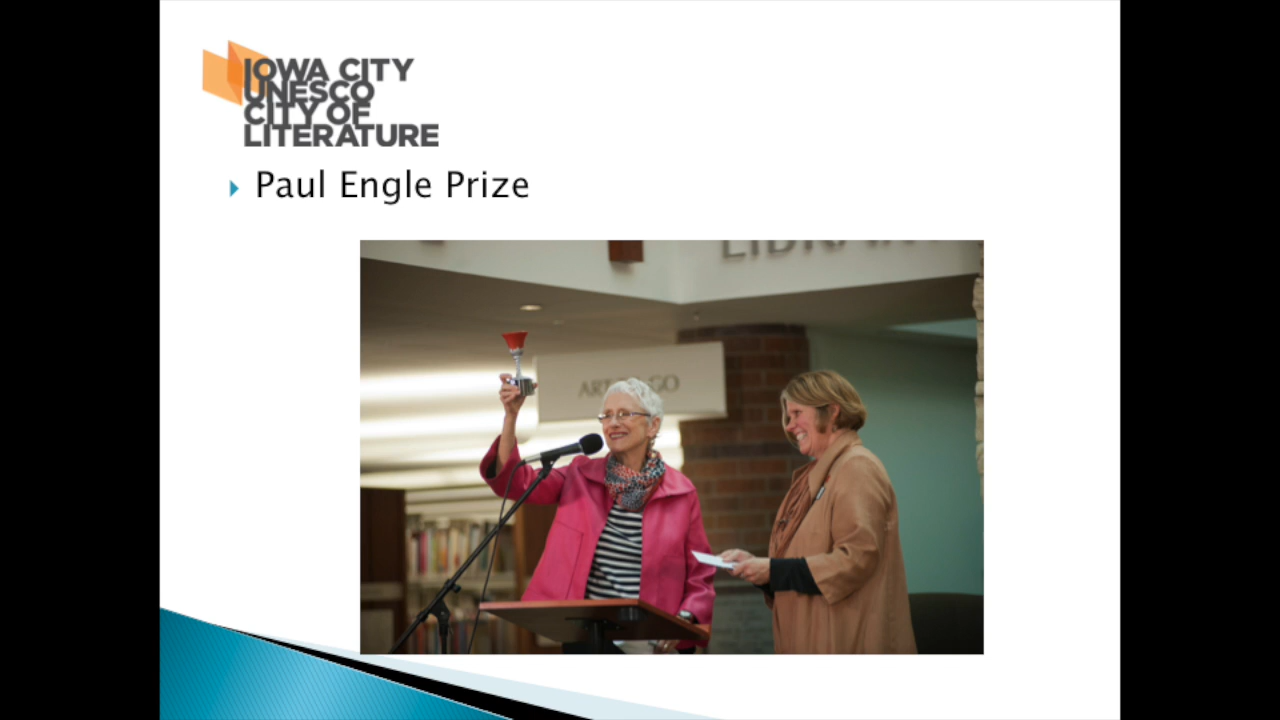 IOWA CITY
UNESCO
CITY OF
LITERATURE
Paul Engle Prize